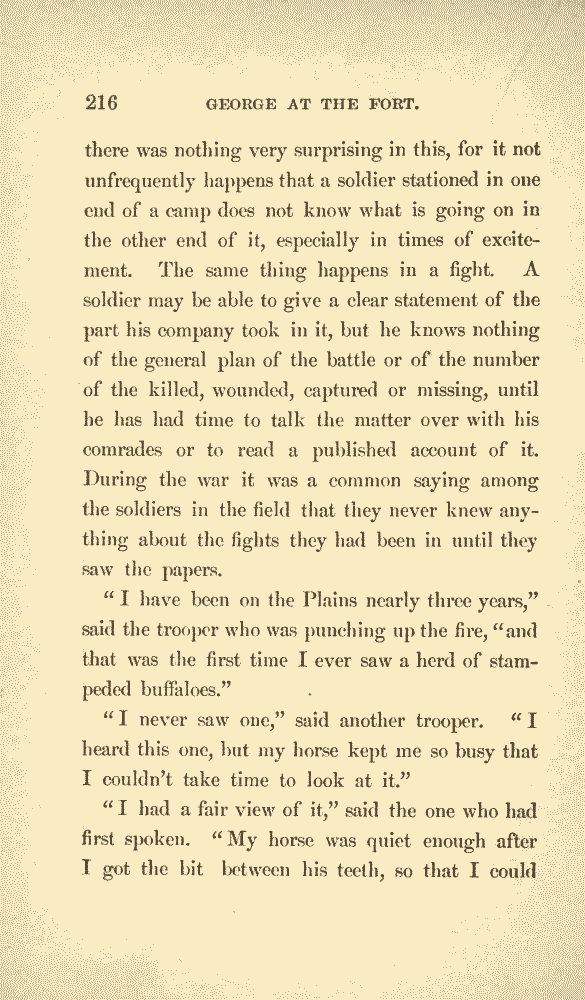 216 GEORGE AT THE FORT.
there was nothing very surprising in this, for it not
unfrequently happens that a soldier stationed in one
end of a camp does not know what is going on in
the other end of it, especially in times of excite-
ment. The same thing happens in a fight. A
soldier may be able to give a clear statement of the
part his company took in it, but he knows nothing
of the general plan of the battle or of the number
of the killed, wounded, captured or missing, until
he has had time to talk the matter over with his
comrades or to read a published account of it.
During the war it was a common saying among
the soldiers in the field that they never knew any-
thing about the fights they had been in until they
saw the papers.
“I have been on the Plains nearly three years,”
said the trooper who was punching up the fire, “and
that was the first time I ever saw a herd of stam-
peded buffaloes.”
“I never saw one,” said another trooper. “I
heard this one, but my horse kept me so busy that
I couldn’t take time to look at it.”
“I had a fair view of it,” said the one who had
first spoken. “My horse was quiet enough after
I got the bit between his teeth, so that I could